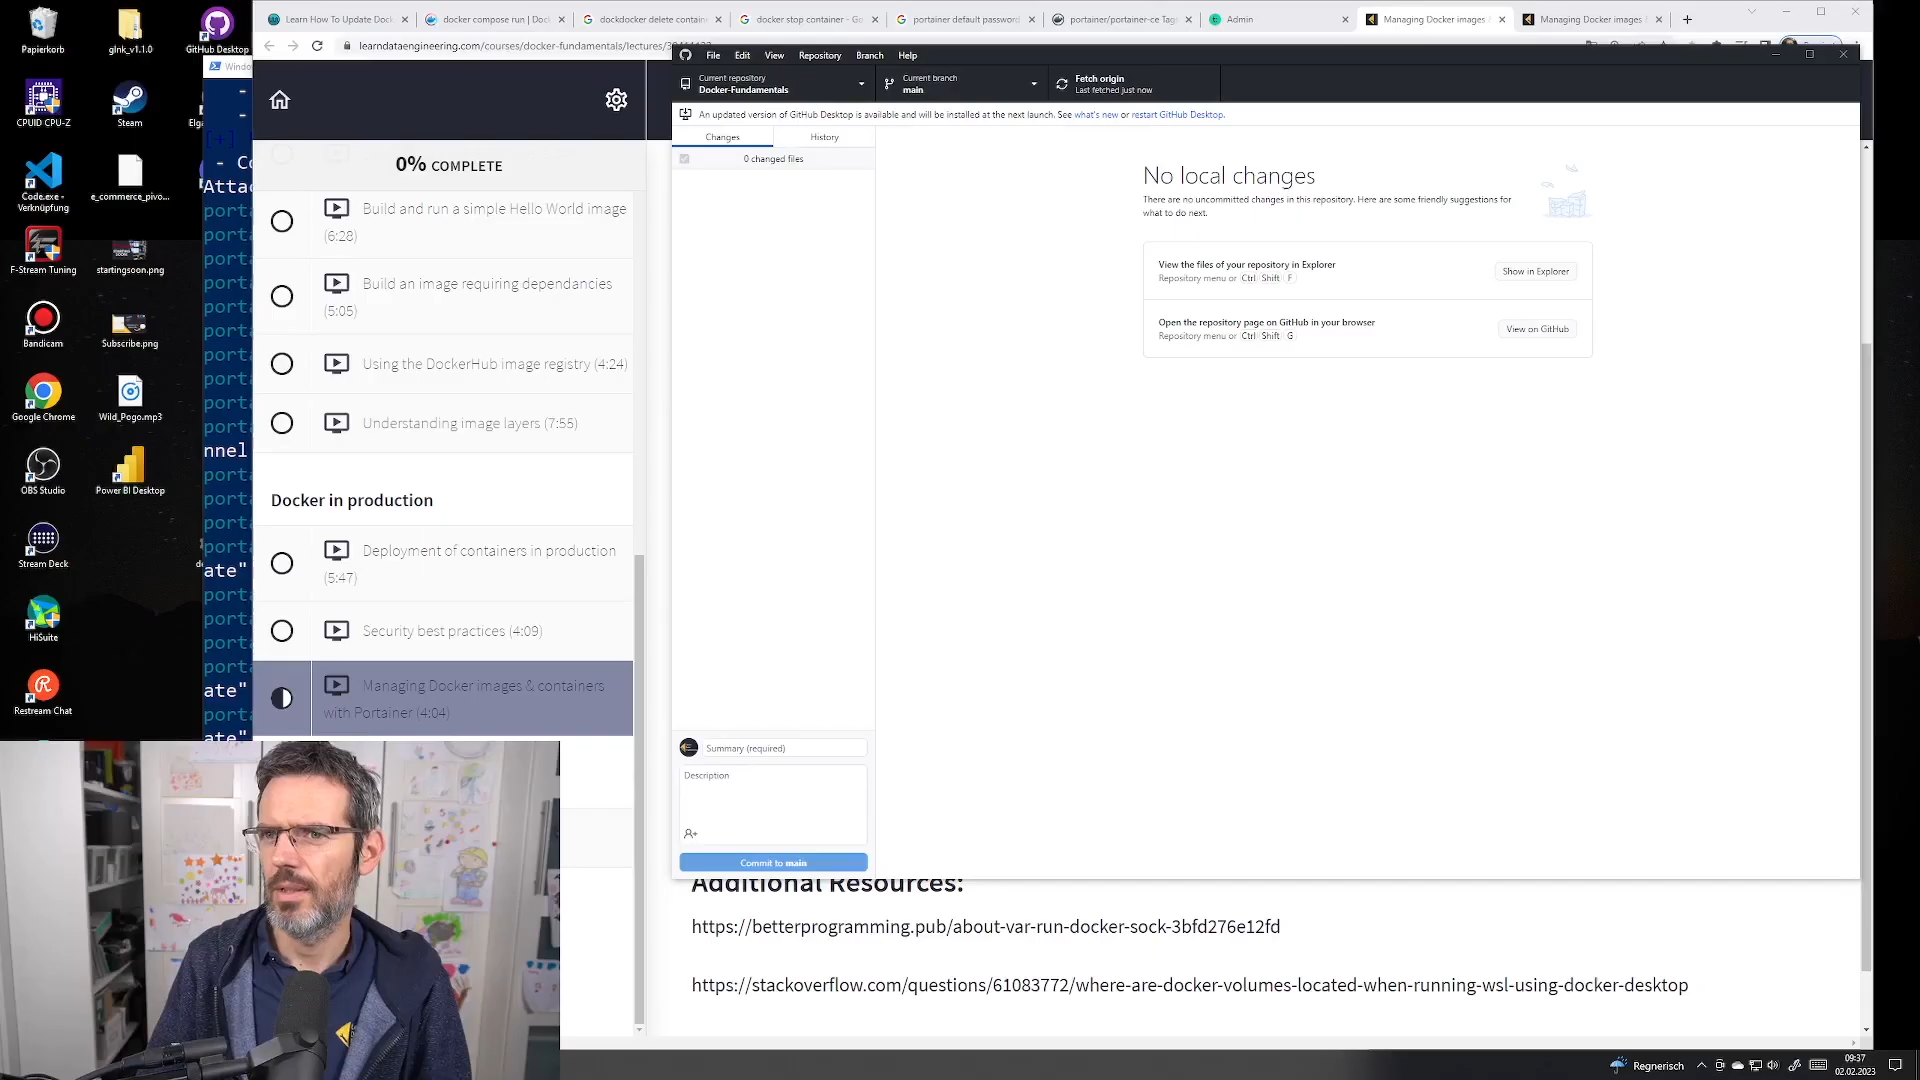 Papierkorb
glnk_v1.1.0
GitHub Desktop
CPUID CPU-Z
Steam
Code.exe - Verknüpfung
e_commerce_pivo...
F-Stream Tuning
startingsoon.png
Bandicam
Subscribe.png
Google Chrome
Wild_Pogo.mp3
OBS Studio
Power BI Desktop
Stream Deck
HiSuite
Restream Chat
nnel
ate"
ate"
ate"
Learn How To Update Dock
docker compose run | Doc
dockdocker delete contain
docker stop container - Go
portainer default password
portainer/portainer-ce Tag
Admin
Managing Docker images
Managing Docker images
learndataengineering.com/courses/docker-fundamentals/lectures/
0% COMPLETE
Build and run a simple Hello World image
(6:28)
Build an image requiring dependancies
(5:05)
Using the DockerHub image registry (4:24)
Understanding image layers (7:55)
Docker in production
Deployment of containers in production
(5:47)
Security best practices (4:09)
Managing Docker images & containers
with Portainer (4:04)
File Edit View Repository Branch Help
Current repository
Docker-Fundamentals
Current branch
main
Fetch origin
Last fetched just now
An updated version of GitHub Desktop is available and will be installed at the next launch. See what's new or restart GitHub Desktop.
Changes
History
0 changed files
No local changes
There are no uncommitted changes in this repository. Here are some friendly suggestions for
what to do next.
View the files of your repository in Explorer
Repository menu or Ctrl Shift F
Show in Explorer
Open the repository page on GitHub in your browser
Repository menu or Ctrl Shift G
View on GitHub
Summary (required)
Description
Commit to main
Additional Resources:
https://betterprogramming.pub/about-var-run-docker-sock-3bfd276e12fd
https://stackoverflow.com/questions/61083772/where-are-docker-volumes-located-when-running-wsl-using-docker-desktop
Regnerisch
09:37
02.02.2023